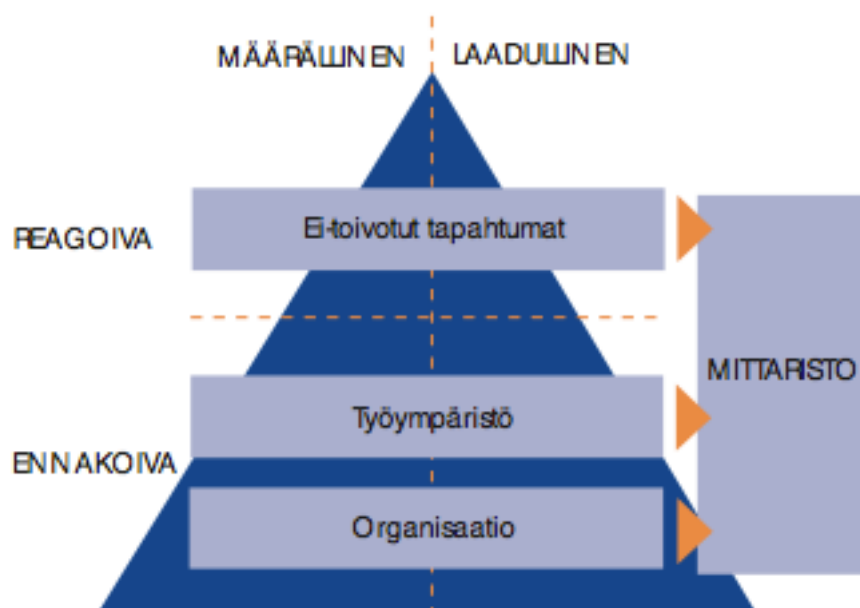 MÄÄRÄLLINEN
LAADULLINEN
REAGOIVA
Ei-toivotut tapahtumat
MITTARISTO
Työympäristö
ENNAKOIVA
Organisaatio